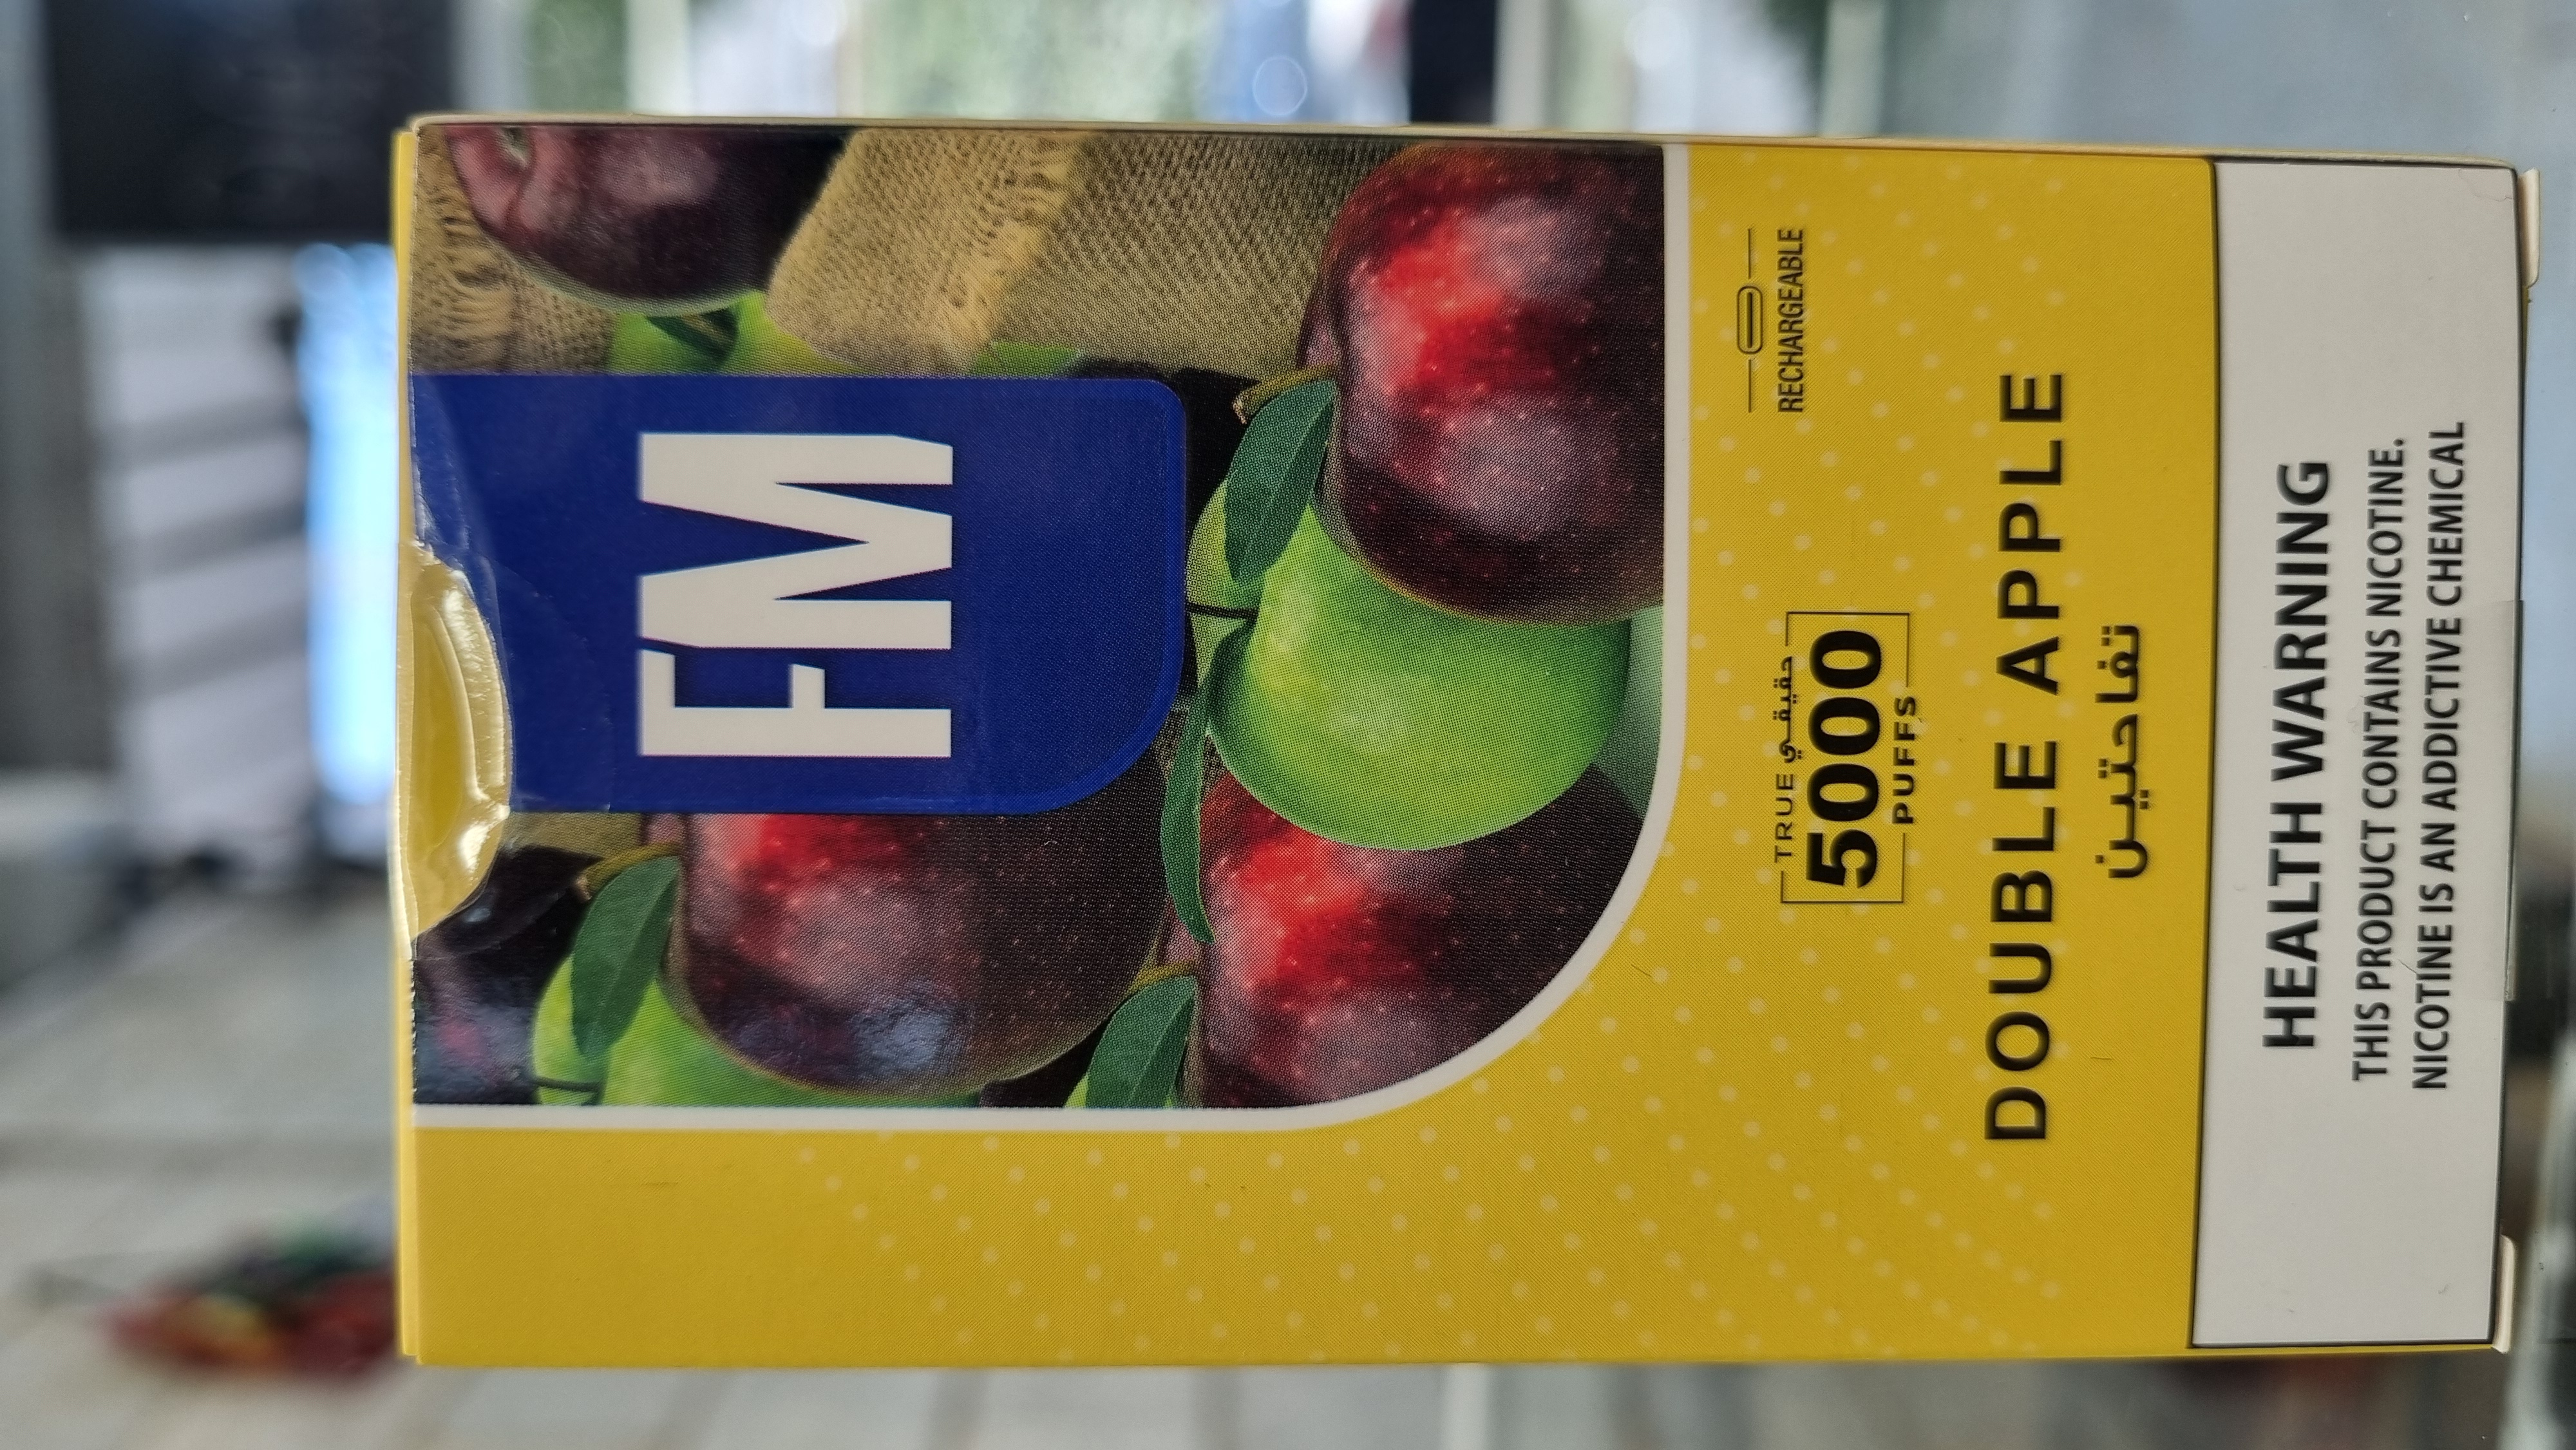 FM
RECHARGEABLE
TRUE حقيقي
5000
PUFFS
DOUBLE APPLE
تفاحتين
HEALTH WARNING
THIS PRODUCT CONTAINS NICOTINE.
NICOTINE IS AN ADDICTIVE CHEMICAL